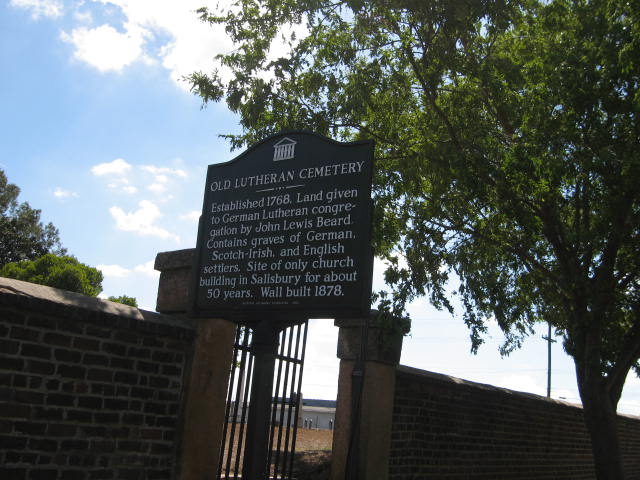 OLD LUTHERAN CEMETERY
Established 1768. Land given
to German Lutheran congre-
gation by John Lewis Beard.
Contains graves of German,
Scotch-Irish, and English
settlers. Site of only church
building in Salisbury for about
50 years. Wall built 1878.